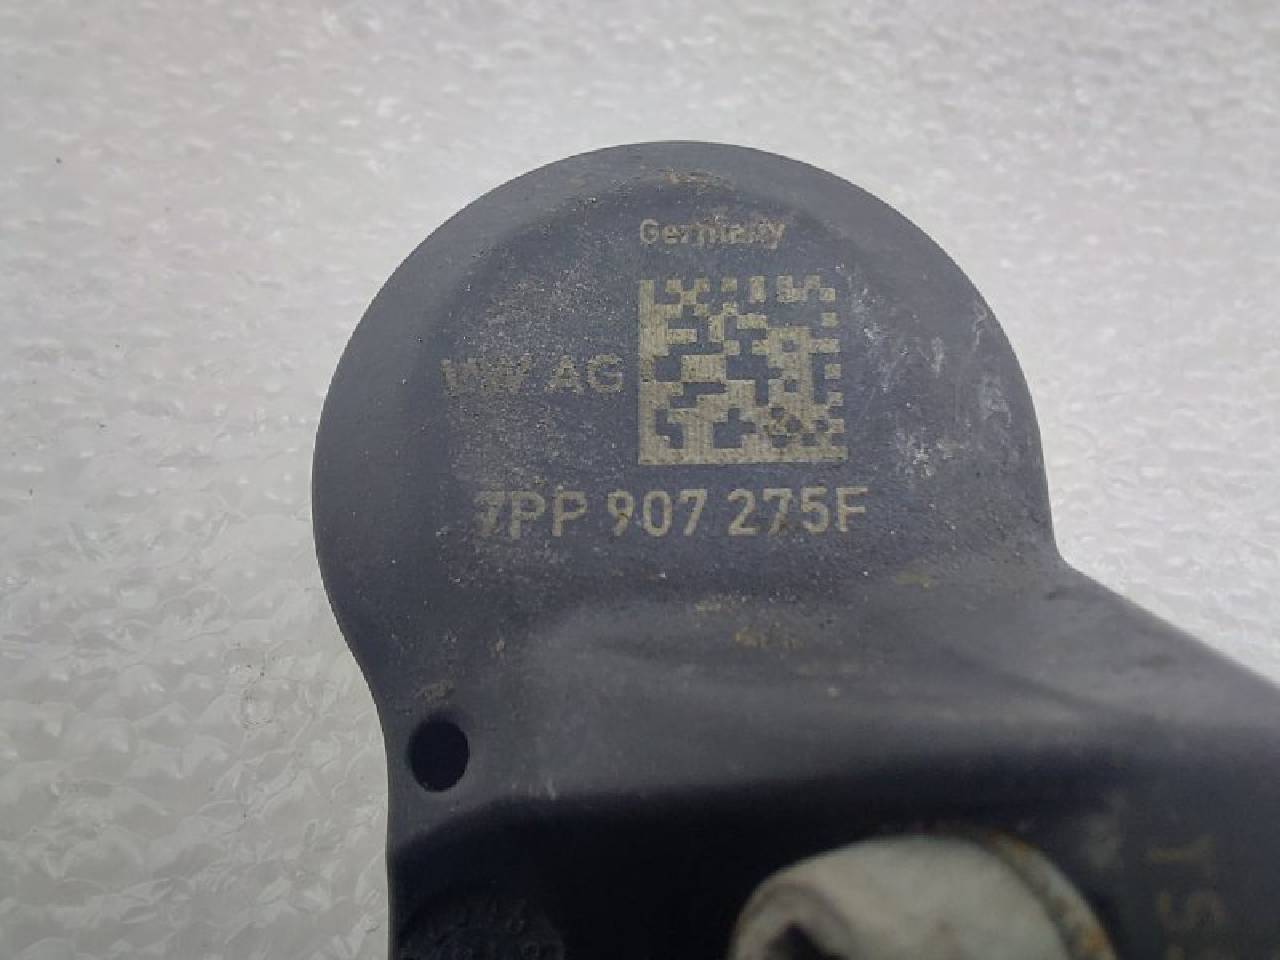 Germany
VW AG
7PP 907 275F